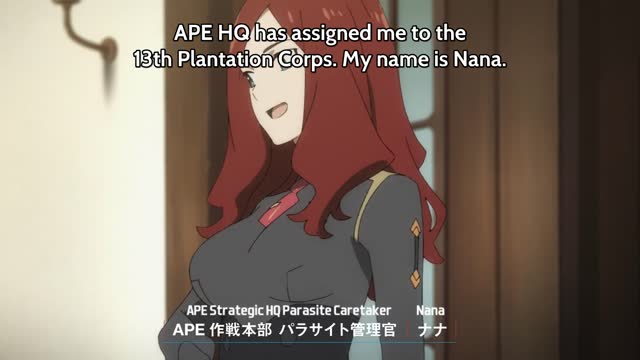 APE HQ has assigned me to the
13th Plantation Corps. My name is Nana.
APE Strategic HQ Parasite Caretaker Nana
APE 作戦本部 パラサイト管理官 ナナ